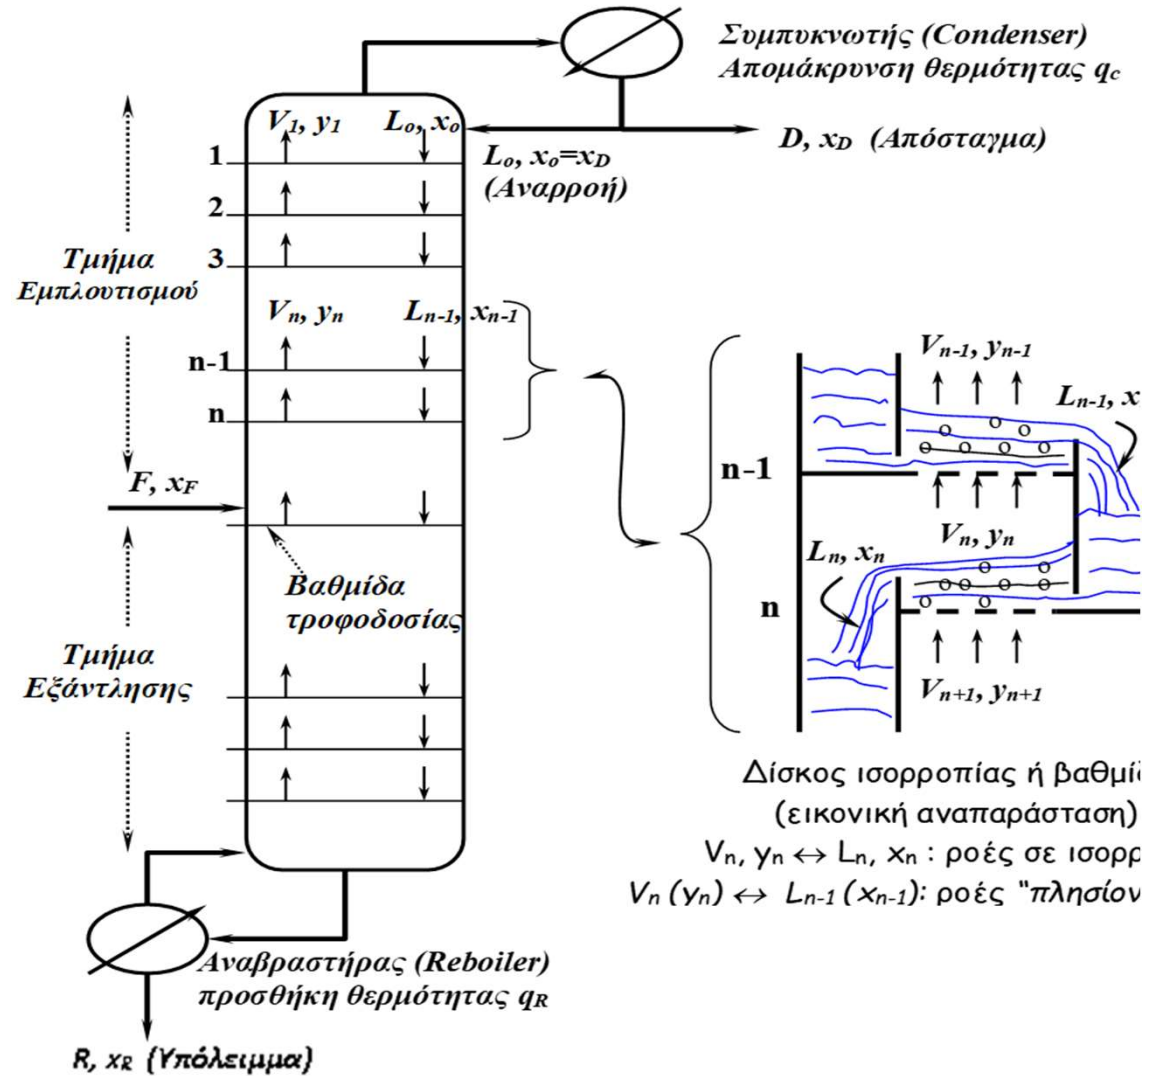 Συμπυκνωτής (Condenser)
Απομάκρυνση θερμότητας qc
V1, y1
Lo, xo
D, xD (Απόσταγμα)
Lo, xo=xD
(Αναρροή)
1
2
3
Τμήμα
Εμπλουτισμού
Vn, yn
Ln-1, xn-1
n-1
n
F, xF
Βαθμίδα
τροφοδοσίας
Τμήμα
Εξάντλησης
Αναβραστήρας (Reboiler)
προσθήκη θερμότητας qR
R, xR (Υπόλειμμα)
Vn-1, yn-1
Ln-1, x
n-1
Vn, yn
Ln, xn
n
Vn+1, yn+1
Δίσκος ισορροπίας ή
(εικονική αναπαράσταση)
Vn, yn ↔ Ln, xn : ροές σε
Vn (yn) ↔ Ln-1 (xn-1): ροές